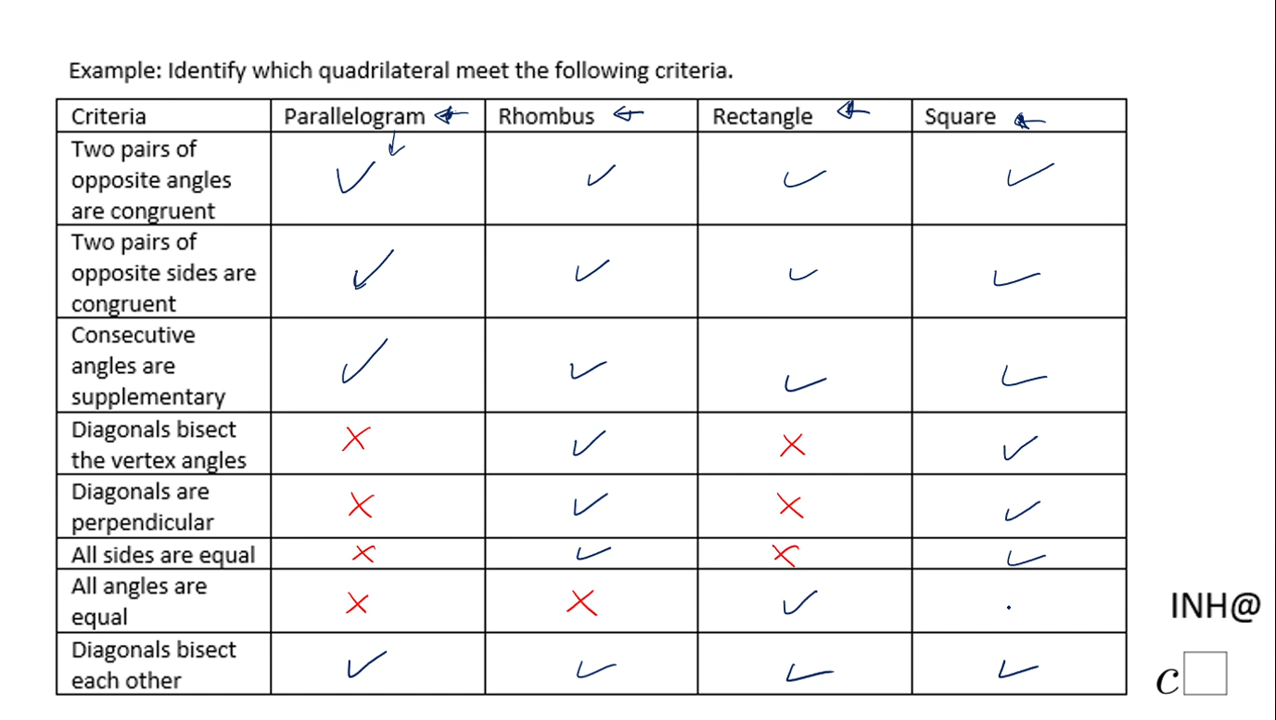 Example: Identify which quadrilateral meet the following criteria.
Criteria Parallelogram Rhombus Rectangle Square
Two pairs of
opposite angles
are congruent
✓ ✓ ✓ ✓
Two pairs of
opposite sides are
congruent
✓ ✓ ✓ ✓
Consecutive
angles are
supplementary
✓ ✓ ✓ ✓
Diagonals bisect
the vertex angles
✗ ✓ ✗ ✓
Diagonals are
perpendicular
✗ ✓ ✗ ✓
All sides are equal ✗ ✓ ✗ ✓
All angles are
equal
✗ ✗ ✓
Diagonals bisect
each other
✓ ✓ ✓ ✓
INH@
c